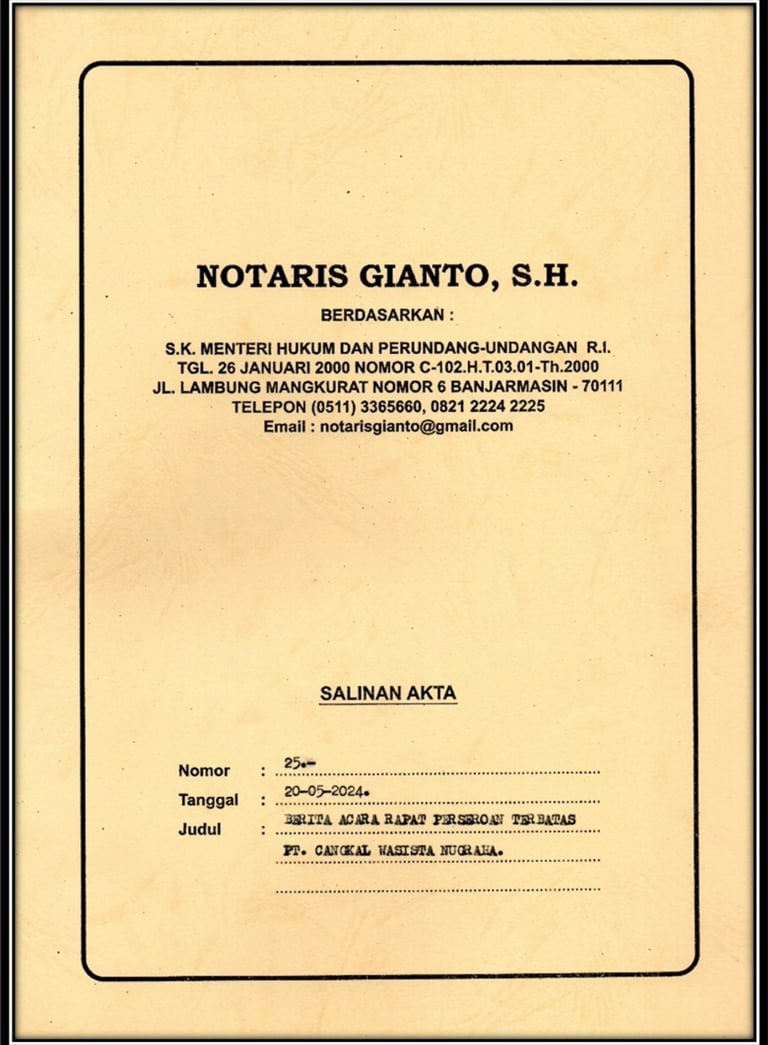 NOTARIS GIANTO, S.H.
BERDASARKAN :
S.K. MENTERI HUKUM DAN PERUNDANG-UNDANGAN R.I.
TGL. 26 JANUARI 2000 NOMOR C-102.H.T.03.01-Th.2000
JL. LAMBUNG MANGKURAT NOMOR 6 BANJARMASIN - 70111
TELEPON (0511) 3365660, 0821 2224 2225
Email : notarisgianto@gmail.com
SALINAN AKTA
Nomor : 25.-
Tanggal : 20-05-2024.
Judul : BERITA ACARA RAPAT PERSEROAN TERBATAS
PT. CANGKAL WASISTA NUGRAHA.